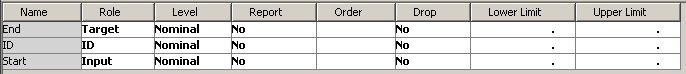 Name Role Level Report Order Drop Lower Limit Upper Limit
End Target Nominal No No . .
ID ID Nominal No No . .
Start Input Nominal No No . .